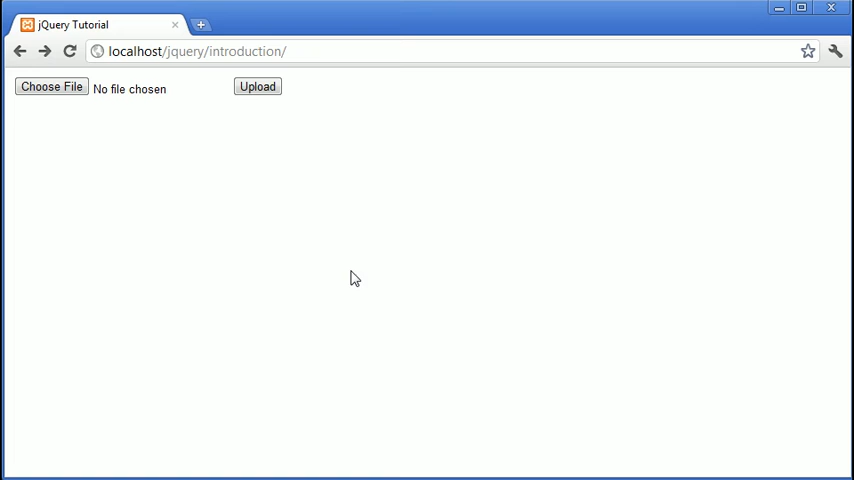 jQuery Tutorial
localhost/jquery/introduction/
Choose File No file chosen Upload